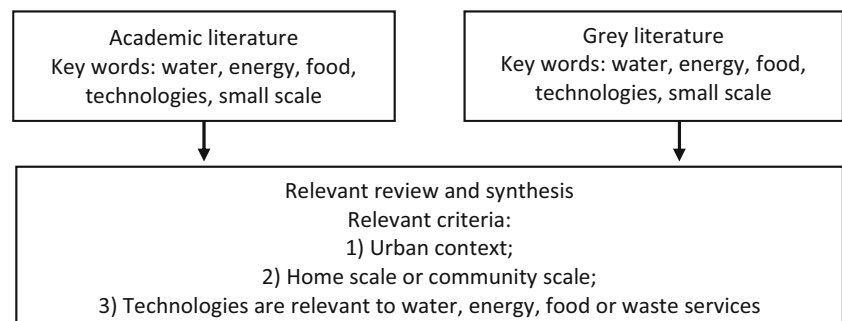 Academic literature
Key words: water, energy, food,
technologies, small scale
Grey literature
Key words: water, energy, food,
technologies, small scale
Relevant review and synthesis
Relevant criteria:
1) Urban context;
2) Home scale or community scale;
3) Technologies are relevant to water, energy, food or waste services